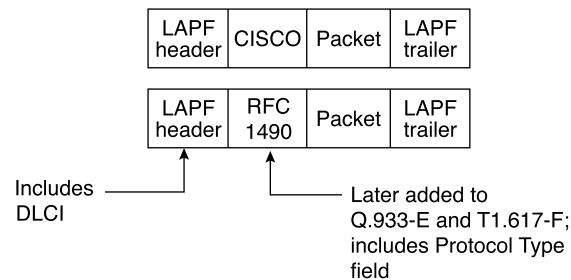 LAPF
header
CISCO
Packet
LAPF
trailer
LAPF
header
RFC
1490
Packet
LAPF
trailer
Includes
DLCI
Later added to
Q.933-E and T1.617-F;
includes Protocol Type
field